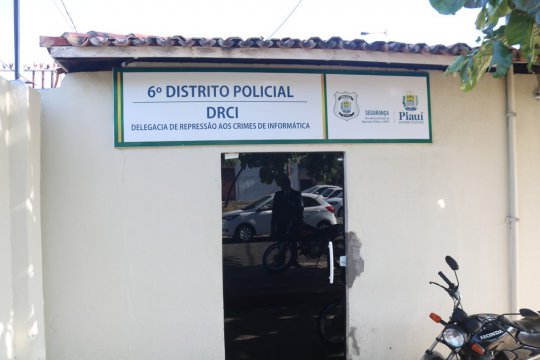 6º DISTRITO POLICIAL
DRCI
DELEGACIA DE REPRESSÃO AOS CRIMES DE INFORMÁTICA
SEGURANÇA
Piauí
HONDA